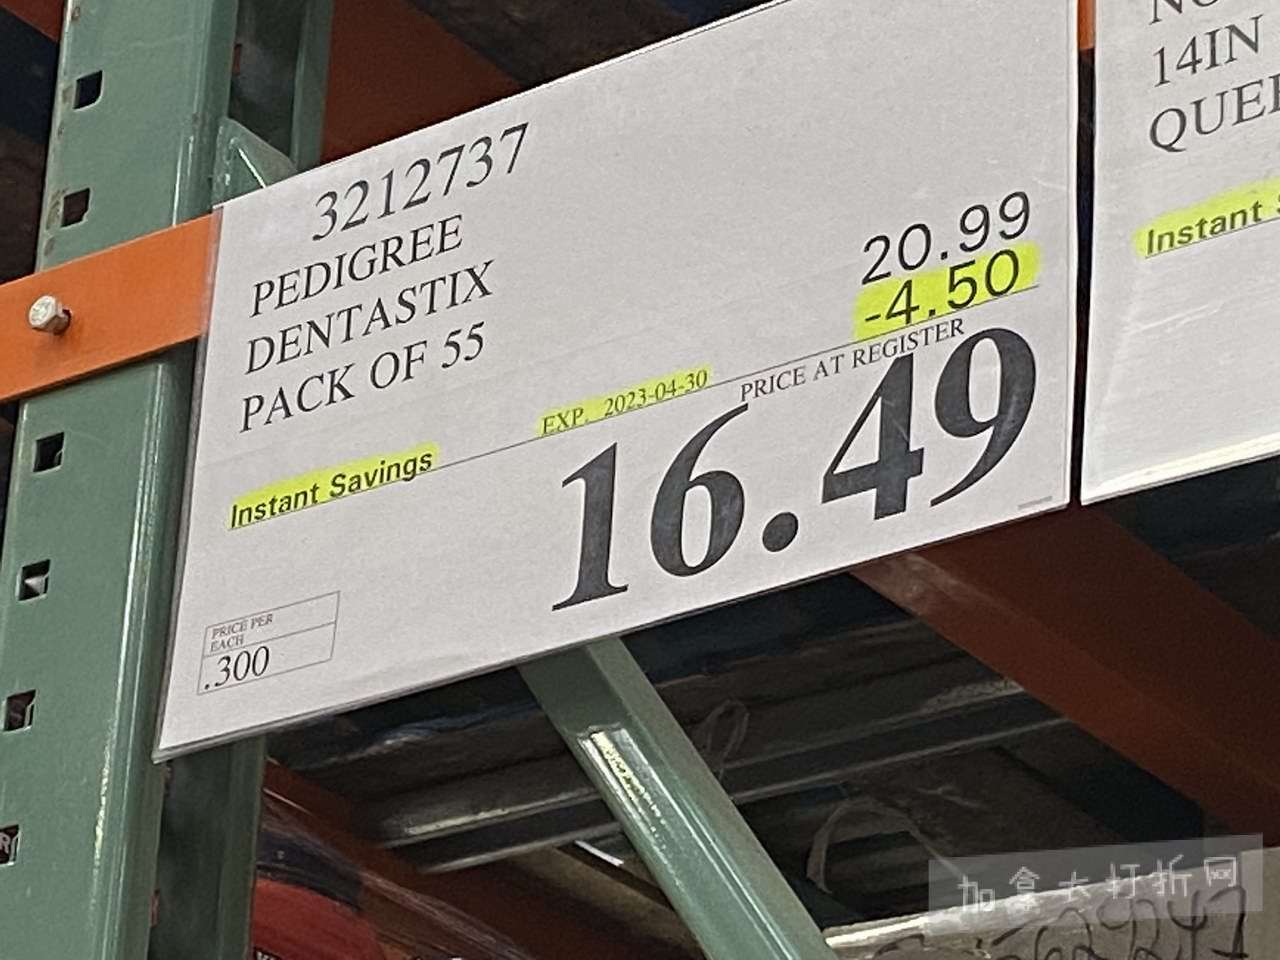 3212737
PEDIGREE
DENTASTIX
PACK OF 55
20.99
-4.50
EXP. 2023-04-30
PRICE AT REGISTER
Instant Savings
16.49
PRICE PER
EACH
.300
14IN
Instant
加拿大打折网